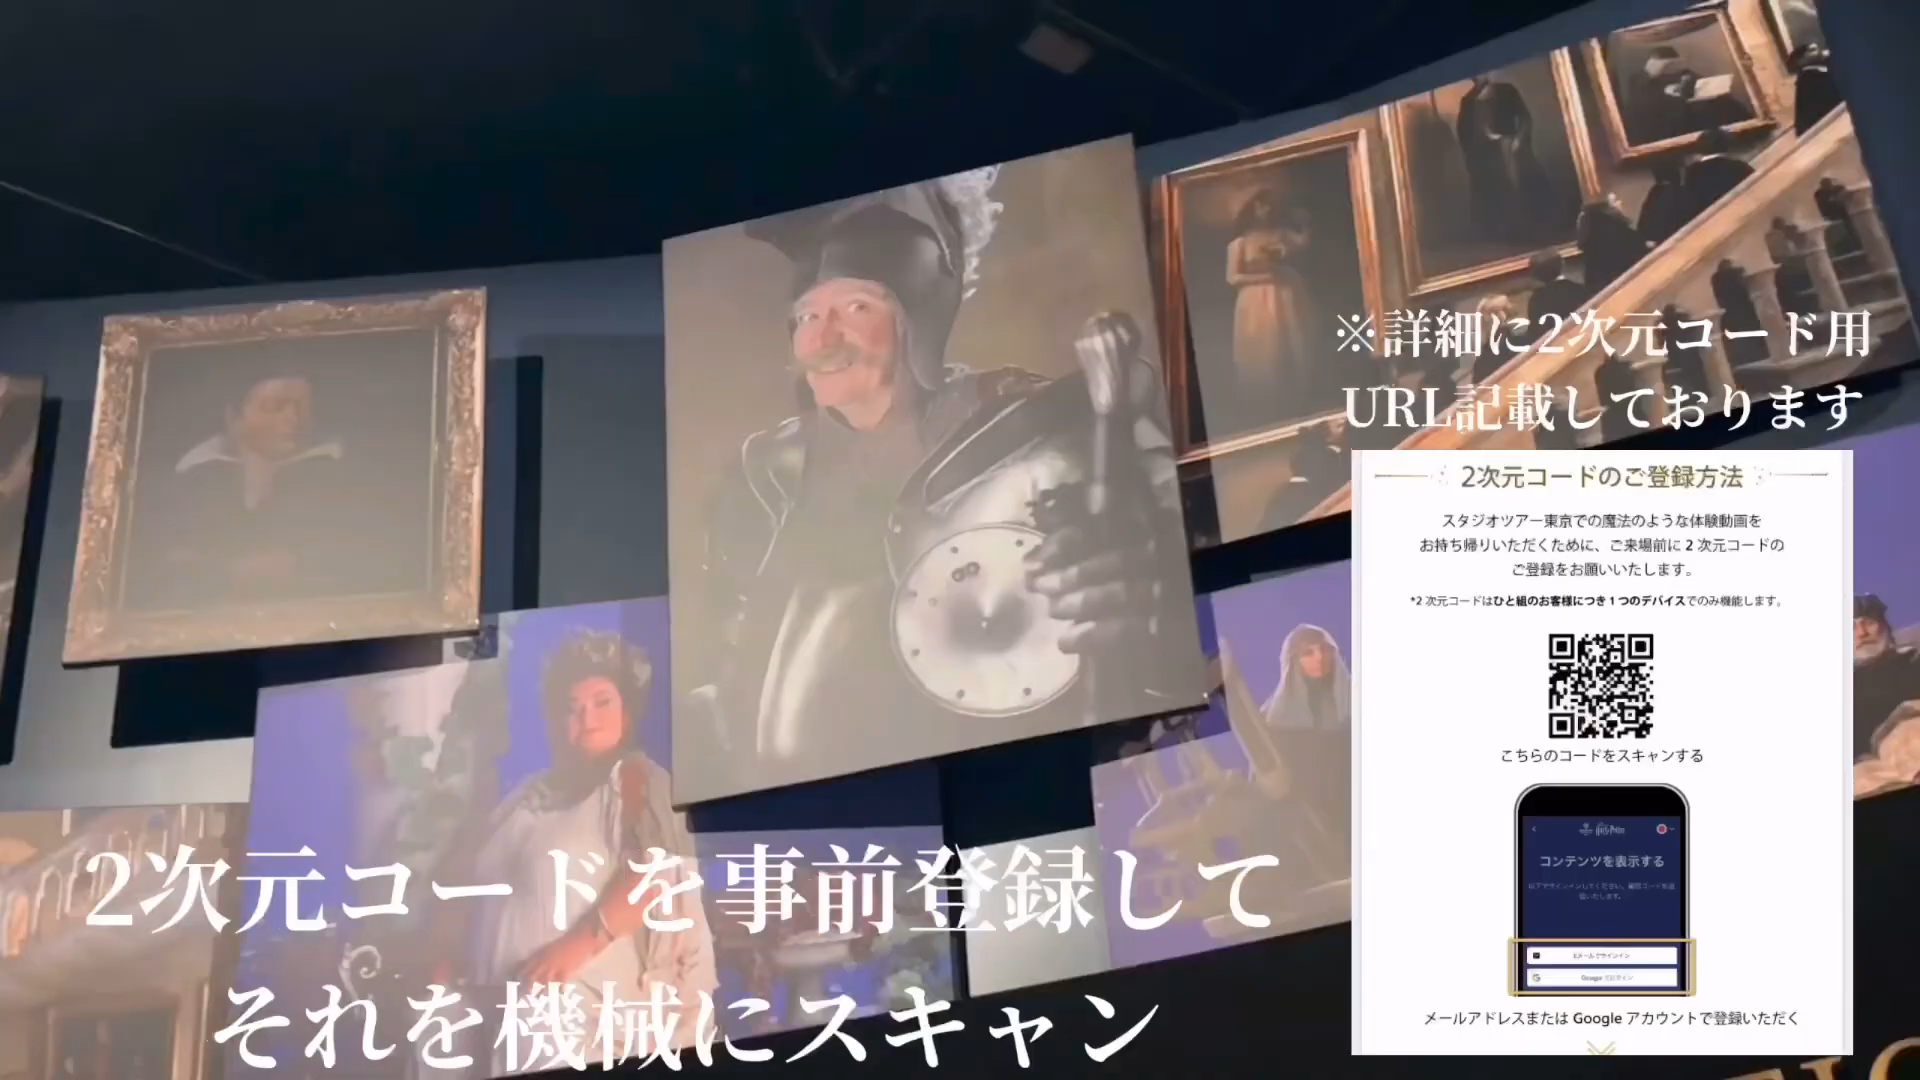 ※詳細に2次元コード用
URL記載しております
2次元コードのご登録方法
スタジオツアー東京での魔法のような体験動画を
お持ち帰りいただくために、ご来場前に2次元コードの
ご登録をお願いいたします。
*2次元コードはひと組のお客様につき1つのデバイスでのみ機能します。
こちらのコードをスキャンする
コンテンツを表示する
Eメールでサインイン
メールアドレスまたは Google アカウントで登録いただく
2次元コードを事前登録して
それを機械にスキャン